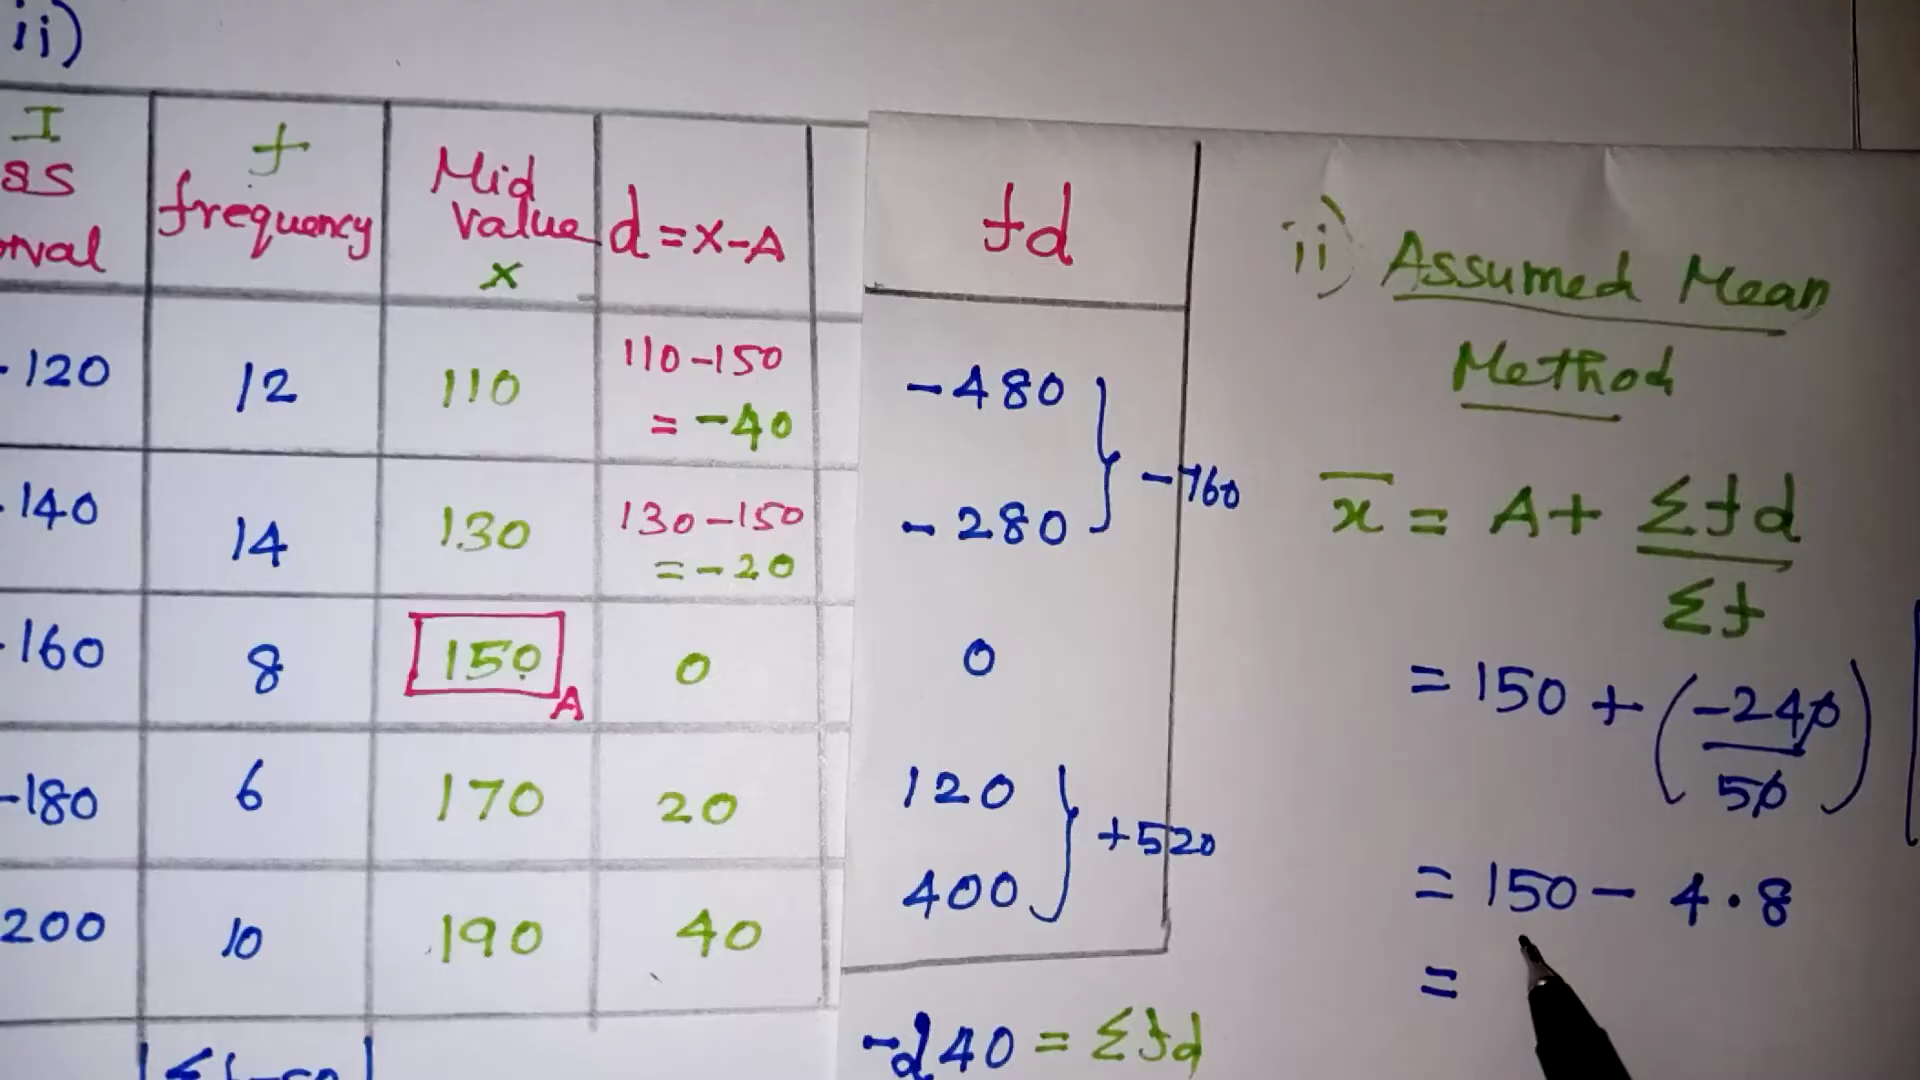 ii)
I
f
Mid
value
x
d = x-A
fd
frequency
- 120
12
110
110-150
= -40
-480
- 140
14
130
130-150
= -20
-280
-760
- 160
8
150
A
0
0
-180
6
170
20
120
+520
200
10
190
40
400
-240 = Σfd
ii) Assumed Mean
Method
x̄ = A + Σfd
Σf
= 150 + (-240
50)
= 150 - 4.8
=